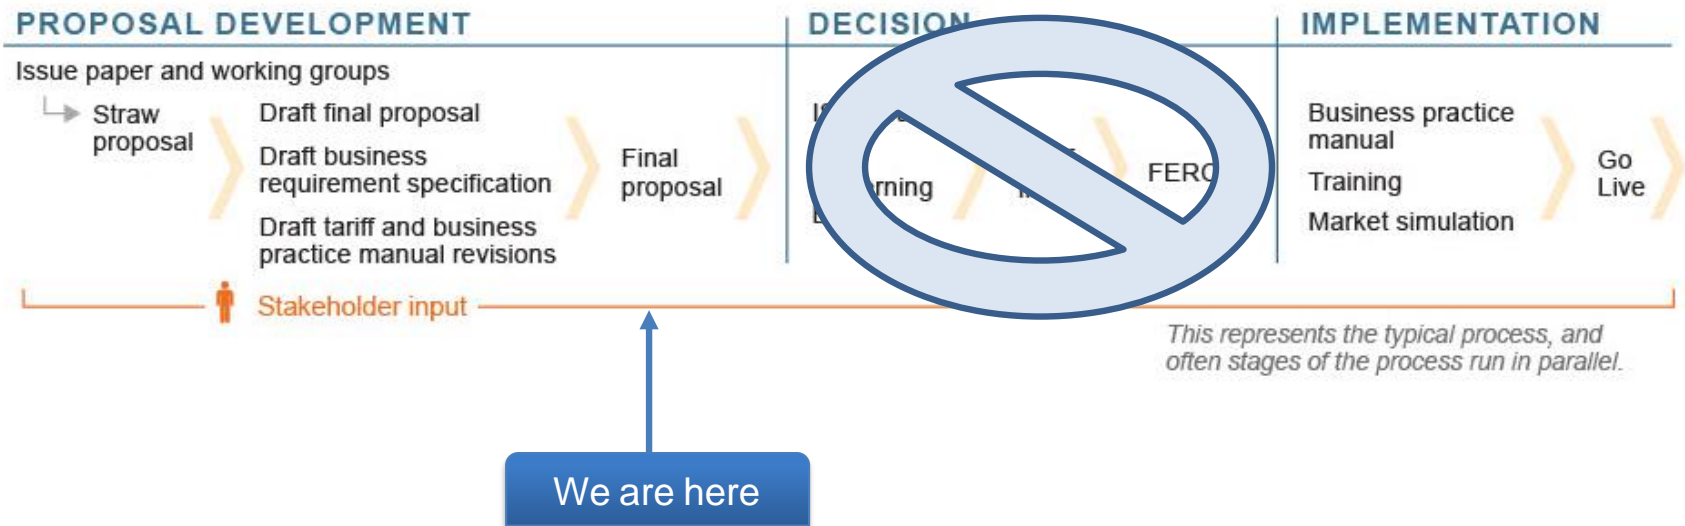 PROPOSAL DEVELOPMENT
Issue paper and working groups
Straw
proposal
Draft final proposal
Draft business
requirement specification
Draft tariff and business
practice manual revisions
Final
proposal
DECISION
FERC
IMPLEMENTATION
Business practice
manual
Training
Market simulation
Go
Live
Stakeholder input
This represents the typical process, and
often stages of the process run in parallel.
We are here